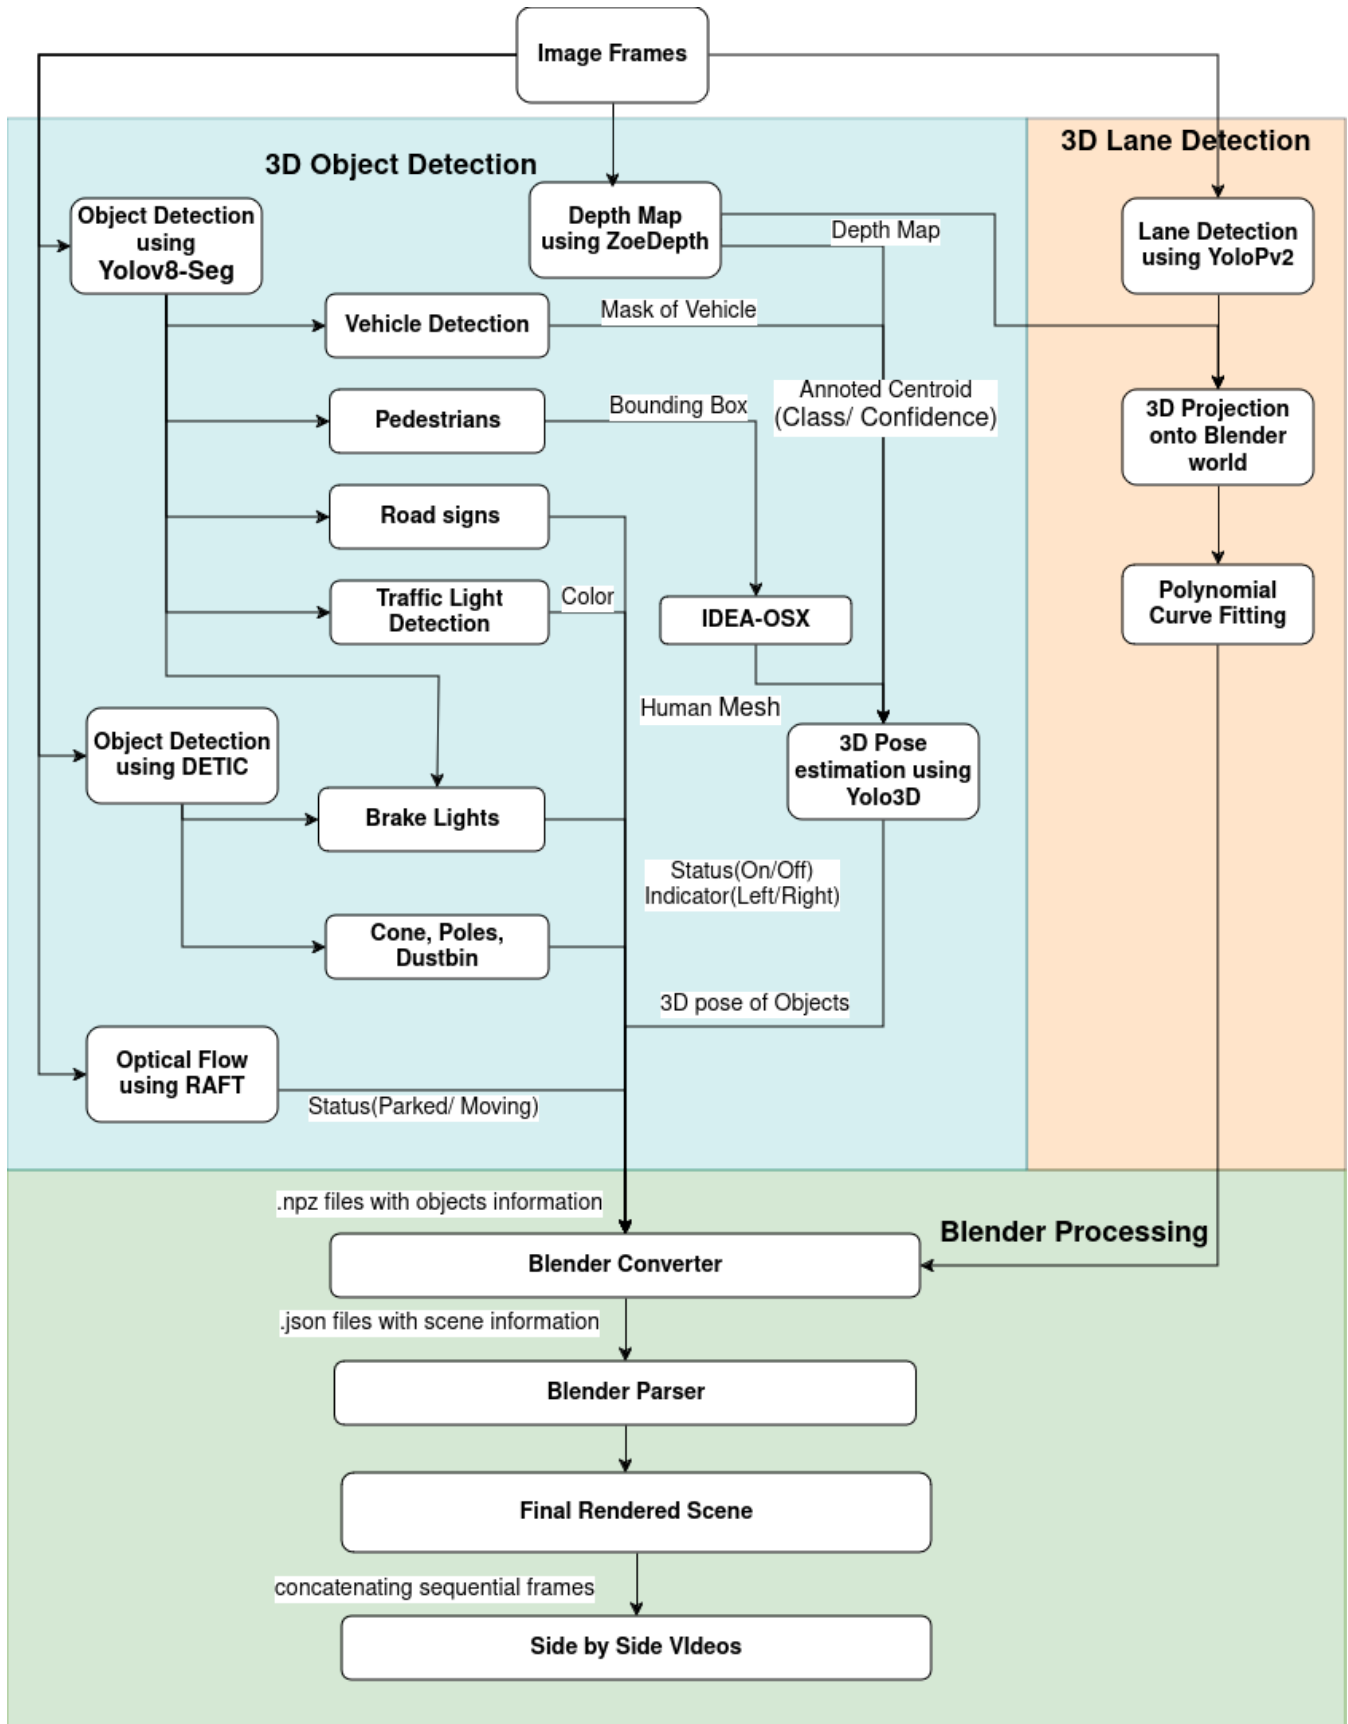 Image Frames
3D Object Detection
3D Lane Detection
Object Detection
using
Yolov8-Seg
Depth Map
using ZoeDepth
Depth Map
Lane Detection
using YoloPv2
Vehicle Detection
Mask of Vehicle
Pedestrians
Bounding Box
Annoted Centroid
(Class/ Confidence)
3D Projection
onto Blender
world
Road signs
Traffic Light
Detection
Color
IDEA-OSX
Polynomial
Curve Fitting
Human Mesh
Object Detection
using DETIC
3D Pose
estimation using
Yolo3D
Brake Lights
Status(On/Off)
Indicator(Left/Right)
Cone, Poles,
Dustbin
3D pose of Objects
Optical Flow
using RAFT
Status(Parked/ Moving)
.npz files with objects information
Blender Processing
Blender Converter
.json files with scene information
Blender Parser
Final Rendered Scene
concatenating sequential frames
Side by Side VIdeos